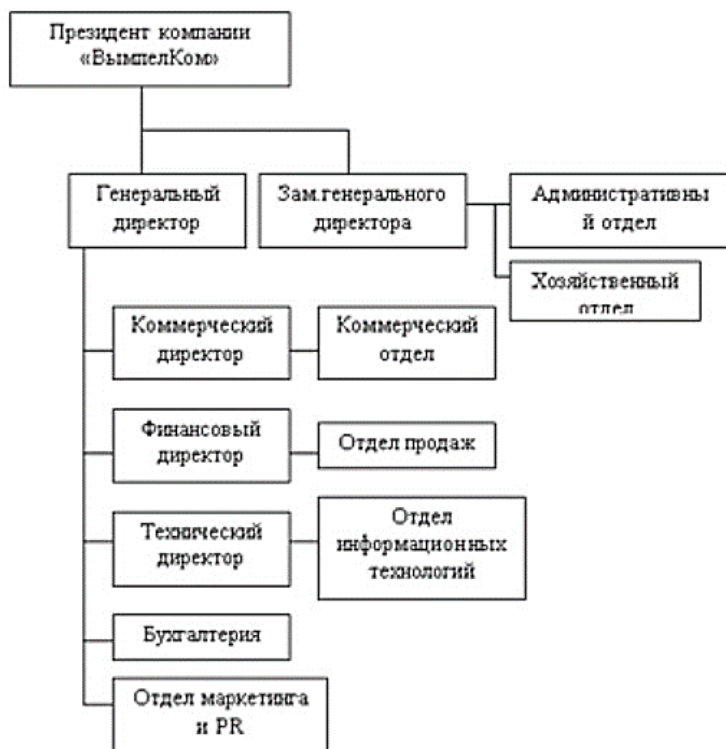 Президент компании
«ВымпелКом»
Генеральный
директор
Зам.генерального
директора
Административны
й отдел
Хозяйственный
отдел
Коммерческий
директор
Коммерческий
отдел
Финансовый
директор
Отдел продаж
Технический
директор
Отдел
информационных
технологий
Бухгалтерия
Отдел маркетинга
и PR